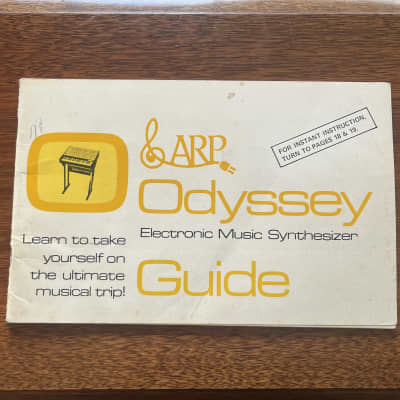 ARP
FOR INSTANT INSTRUCTION,
TURN TO PAGES 18 & 19.
Odyssey
Electronic Music Synthesizer
Guide
Learn to take
yourself on
the ultimate
musical trip!